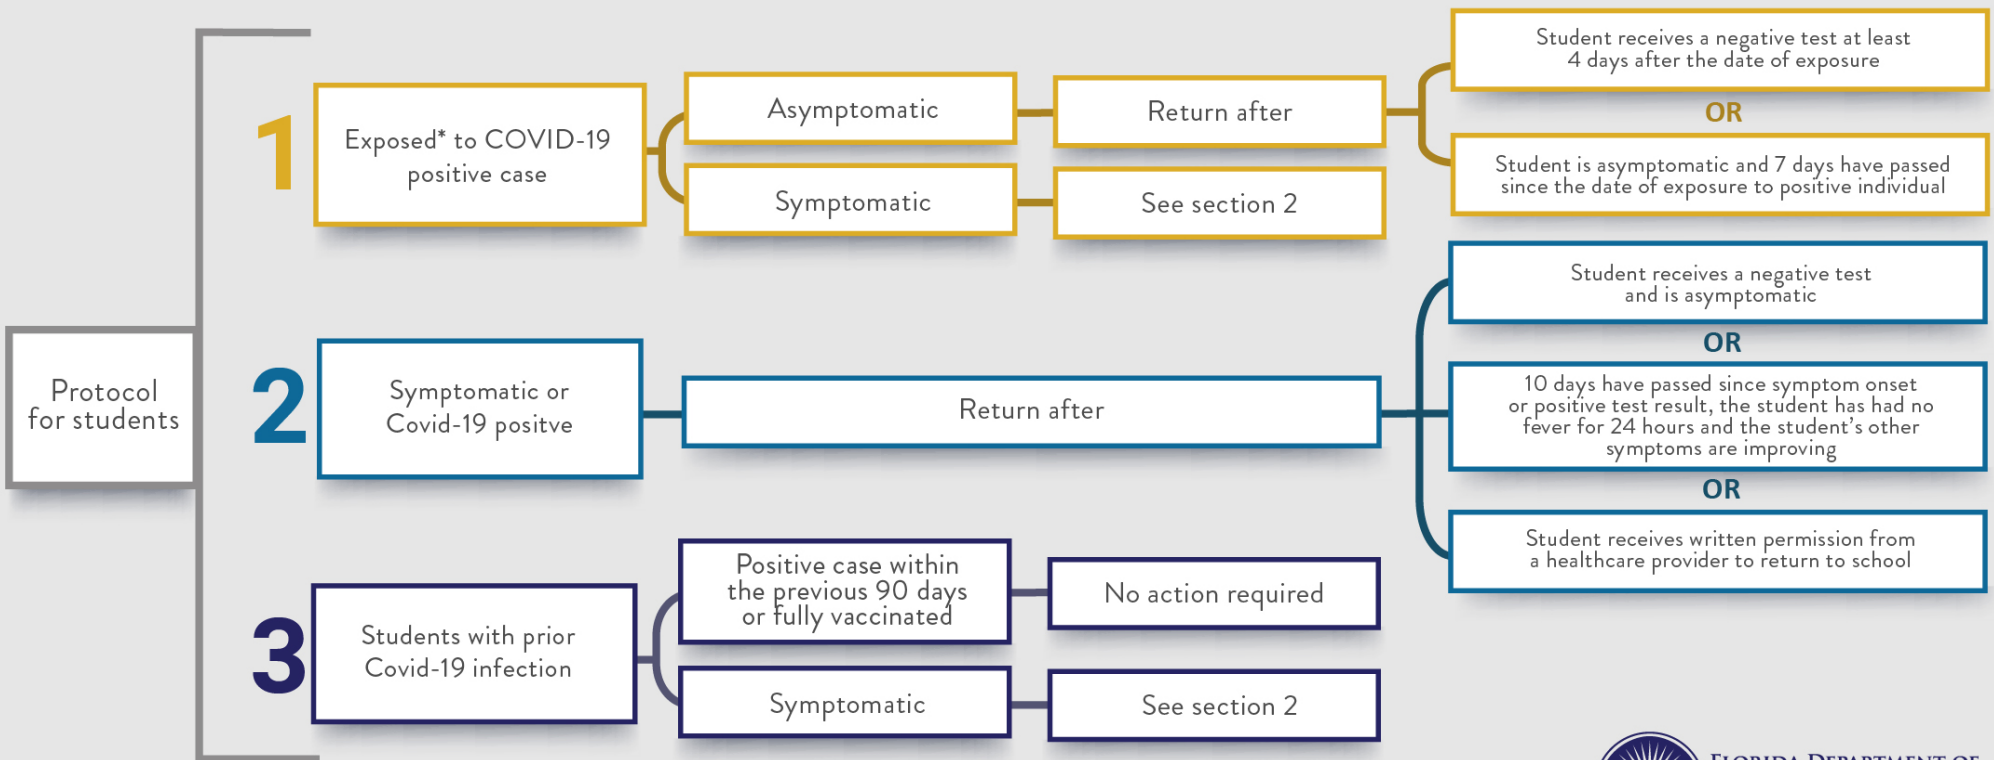 Protocol
for students
1
Exposed* to COVID-19
positive case
Asymptomatic
Return after
Student receives a negative test at least
4 days after the date of exposure
OR
Student is asymptomatic and 7 days have passed
since the date of exposure to positive individual
Symptomatic
See section 2
2
Symptomatic or
Covid-19 positve
Return after
Student receives a negative test
and is asymptomatic
OR
10 days have passed since symptom onset
or positive test result, the student has had no
fever for 24 hours and the student's other
symptoms are improving
OR
Student receives written permission from
a healthcare provider to return to school
3
Students with prior
Covid-19 infection
Positive case within
the previous 90 days
or fully vaccinated
No action required
Symptomatic
See section 2
FLORIDA DEPARTMENT OF